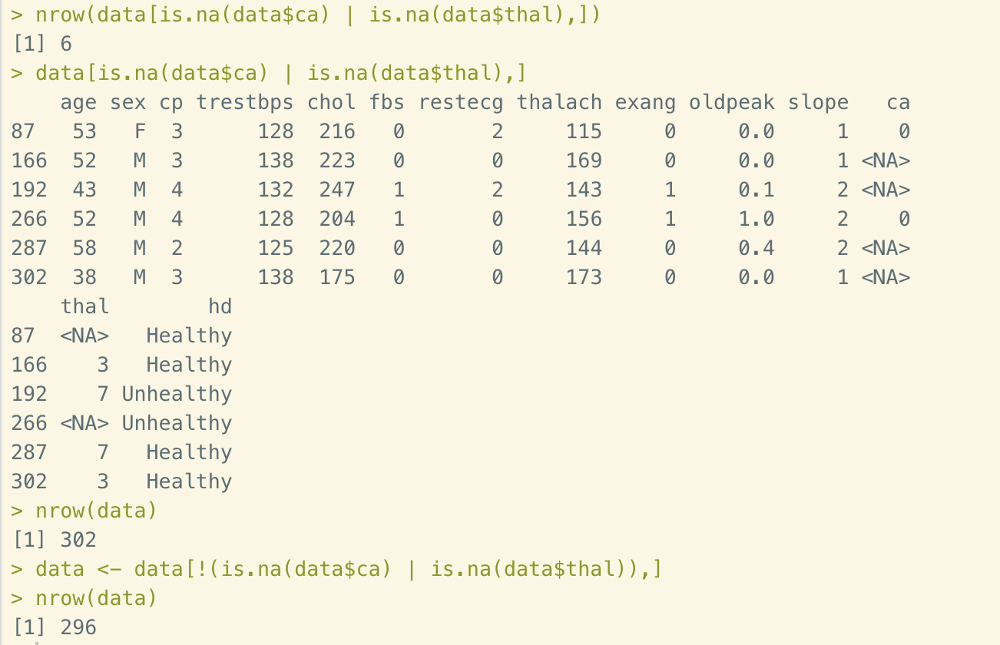 > nrow(data[is.na(data$ca) | is.na(data$thal),])
[1] 6
> data[is.na(data$ca) | is.na(data$thal),]
    age sex cp trestbps chol fbs restecg thalach exang oldpeak slope   ca
87   53   F  3      128  216   0       2     115     0     0.0     1    0
166  52   M  3      138  223   0       0     169     0     0.0     1 <NA>
192  43   M  4      132  247   1       2     143     1     0.1     2 <NA>
266  52   M  4      128  204   1       0     156     1     1.0     2    0
287  58   M  2      125  220   0       0     144     0     0.4     2 <NA>
302  38   M  3      138  175   0       0     173     0     0.0     1 <NA>
    thal        hd
87  <NA>   Healthy
166    3   Healthy
192    7 Unhealthy
266 <NA> Unhealthy
287    7   Healthy
302    3   Healthy
> nrow(data)
[1] 302
> data <- data[!(is.na(data$ca) | is.na(data$thal)),]
> nrow(data)
[1] 296